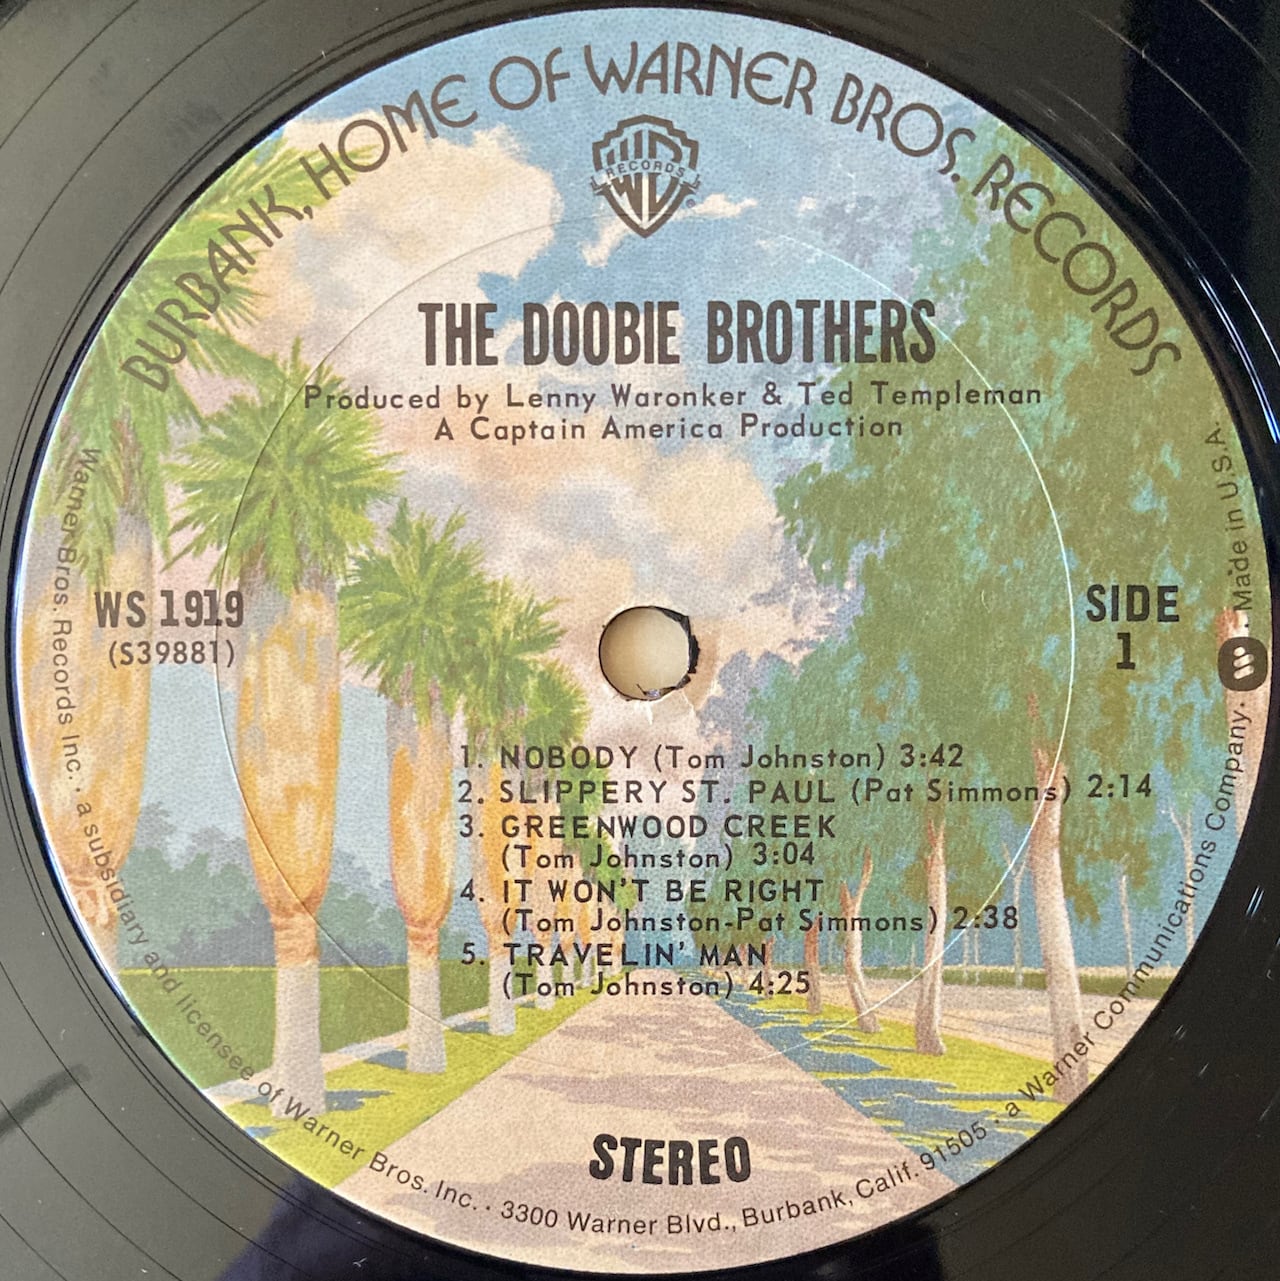 BURBANK, HOME OF WARNER BROS. RECORDS
WB
RECORDS
THE DOOBIE BROTHERS
Produced by Lenny Waronker & Ted Templeman
A Captain America Production
WS 1919
(S39881)
SIDE
1
1. NOBODY (Tom Johnston) 3:42
2. SLIPPERY ST. PAUL (Pat Simmons) 2:14
3. GREENWOOD CREEK
(Tom Johnston) 3:04
4. IT WON'T BE RIGHT
(Tom Johnston-Pat Simmons) 2:38
5. TRAVELIN' MAN
(Tom Johnston) 4:25
STEREO
Warner Bros. Records Inc. · a subsidiary and licensee of Warner Bros. Inc. · 3300 Warner Blvd., Burbank, Calif. 91505 · a Warner Communications Company. · Made in U.S.A.